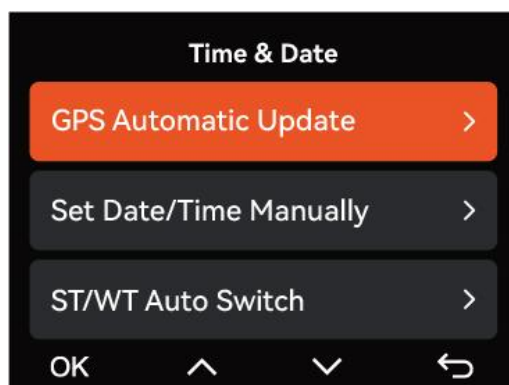 Time & Date
GPS Automatic Update
Set Date/Time Manually
ST/WT Auto Switch
OK